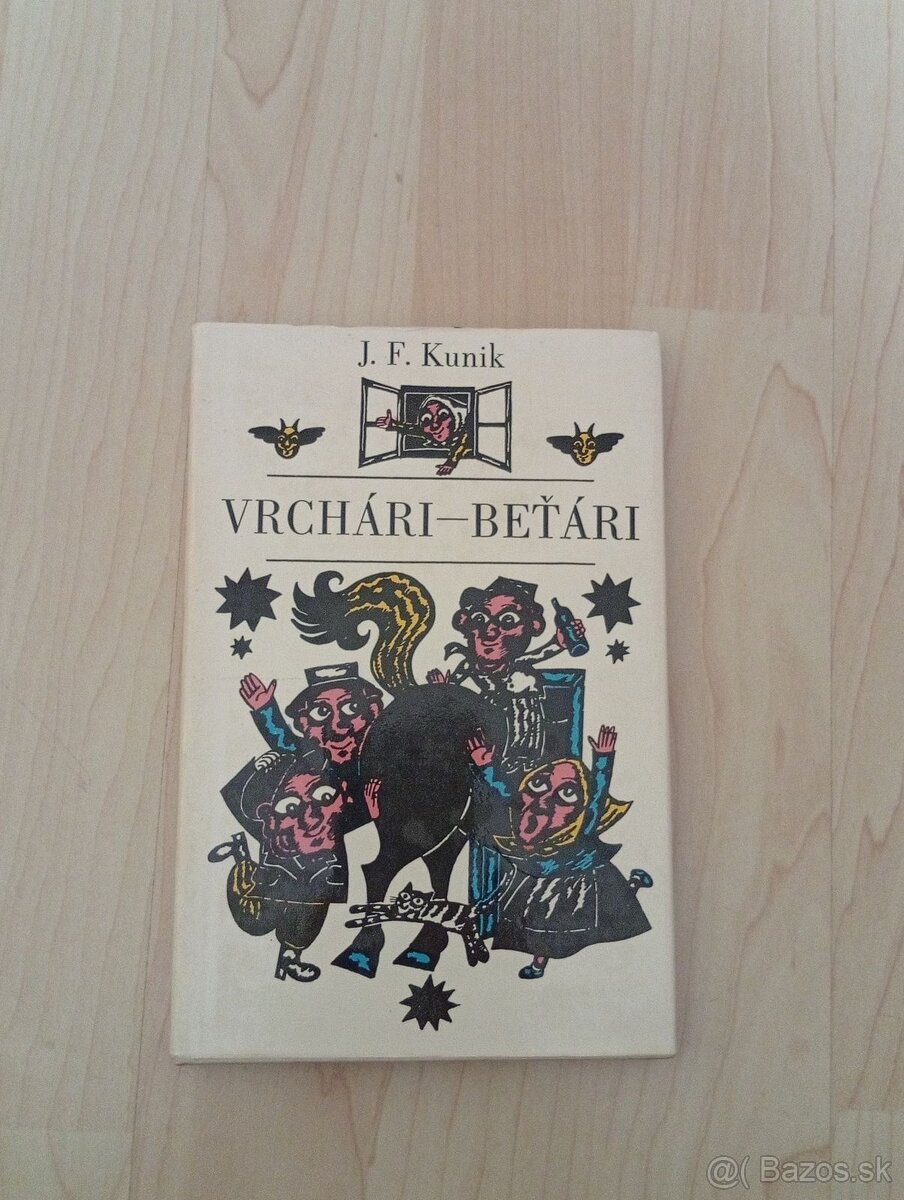 J. F. Kunik
VRCHÁRI—BEŤÁRI
@( Bazos.sk